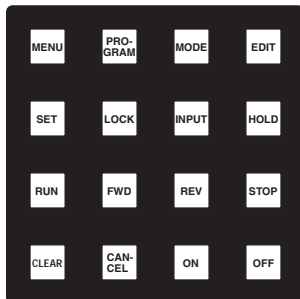 MENU PRO-
GRAM MODE EDIT
SET LOCK INPUT HOLD
RUN FWD REV STOP
CLEAR CAN-
CEL ON OFF